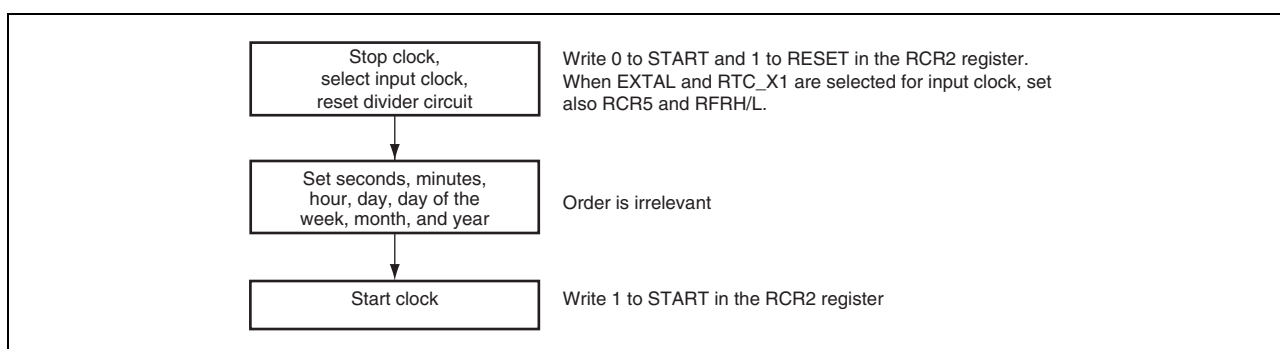 Stop clock,
select input clock,
reset divider circuit
Write 0 to START and 1 to RESET in the RCR2 register.
When EXTAL and RTC_X1 are selected for input clock, set
also RCR5 and RFRH/L.
Set seconds, minutes,
hour, day, day of the
week, month, and year
Order is irrelevant
Start clock
Write 1 to START in the RCR2 register